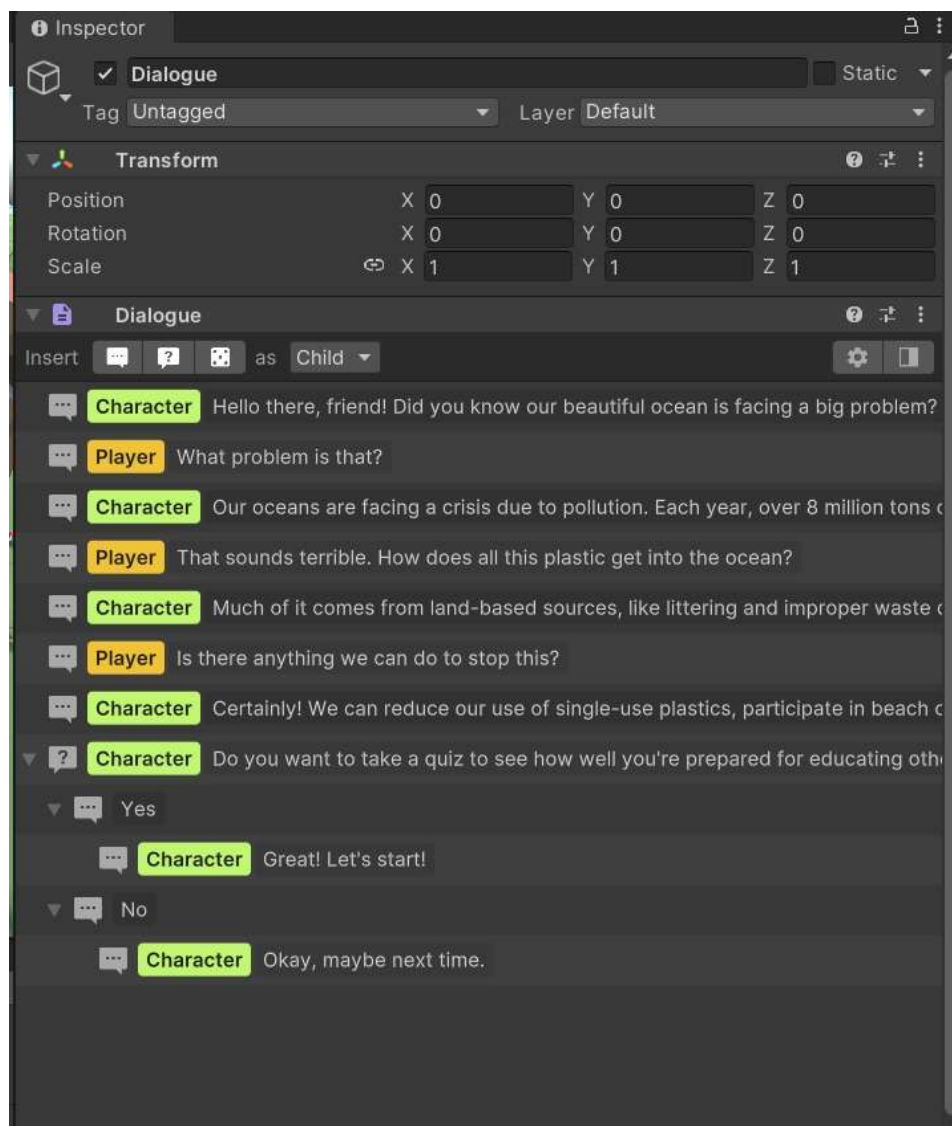 Inspector
Dialogue Static
Tag Untagged Layer Default
Transform
Position X 0 Y 0 Z 0
Rotation X 0 Y 0 Z 0
Scale X 1 Y 1 Z 1
Dialogue
Insert as Child
Character Hello there, friend! Did you know our beautiful ocean is facing a big problem?
Player What problem is that?
Character Our oceans are facing a crisis due to pollution. Each year, over 8 million tons
Player That sounds terrible. How does all this plastic get into the ocean?
Character Much of it comes from land-based sources, like littering and improper waste
Player Is there anything we can do to stop this?
Character Certainly! We can reduce our use of single-use plastics, participate in beach
Character Do you want to take a quiz to see how well you're prepared for educating
Yes
Character Great! Let's start!
No
Character Okay, maybe next time.